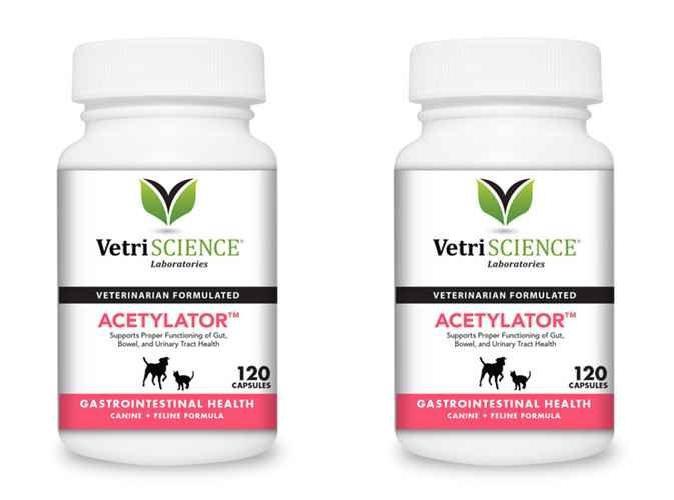 VetriSCIENCE®
Laboratories
VETERINARIAN FORMULATED
ACETYLATOR™
Supports Proper Functioning of Gut,
Bowel, and Urinary Tract Health
120
CAPSULES
GASTROINTESTINAL HEALTH
CANINE + FELINE FORMULA
VetriSCIENCE®
Laboratories
VETERINARIAN FORMULATED
ACETYLATOR™
Supports Proper Functioning of Gut,
Bowel, and Urinary Tract Health
120
CAPSULES
GASTROINTESTINAL HEALTH
CANINE + FELINE FORMULA